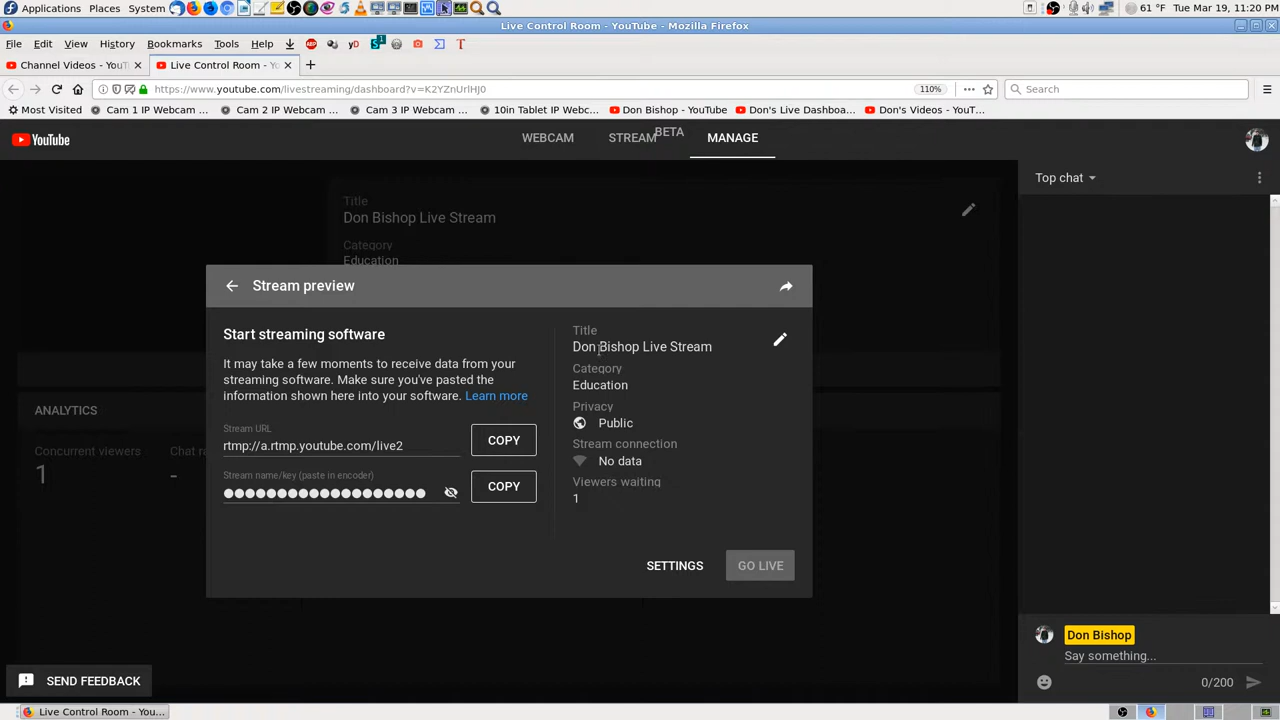 Applications Places System
61 °F Tue Mar 19, 11:20 PM
Live Control Room - YouTube - Mozilla Firefox
File Edit View History Bookmarks Tools Help
Channel Videos - YouT
Live Control Room - Y
https://www.youtube.com/livestreaming/dashboard?v=K2YZnUrlHJ0
110%
Search
Most Visited Cam 1 IP Webcam ... Cam 2 IP Webcam ... Cam 3 IP Webcam ... 10in Tablet IP Webc... Don Bishop - YouTube Don's Live Dashboa... Don's Videos - YouT...
YouTube
WEBCAM STREAM BETA MANAGE
Top chat
Title
Don Bishop Live Stream
Category
Education
Stream preview
Start streaming software
It may take a few moments to receive data from your
streaming software. Make sure you've pasted the
information shown here into your software. Learn more
Stream URL
rtmp://a.rtmp.youtube.com/live2
COPY
Stream name/key (paste in encoder)
COPY
Title
Don Bishop Live Stream
Category
Education
Privacy
Public
Stream connection
No data
Viewers waiting
1
SETTINGS GO LIVE
ANALYTICS
Concurrent viewers
1
Chat ra
-
SEND FEEDBACK
Don Bishop
Say something...
0/200
Live Control Room - You...